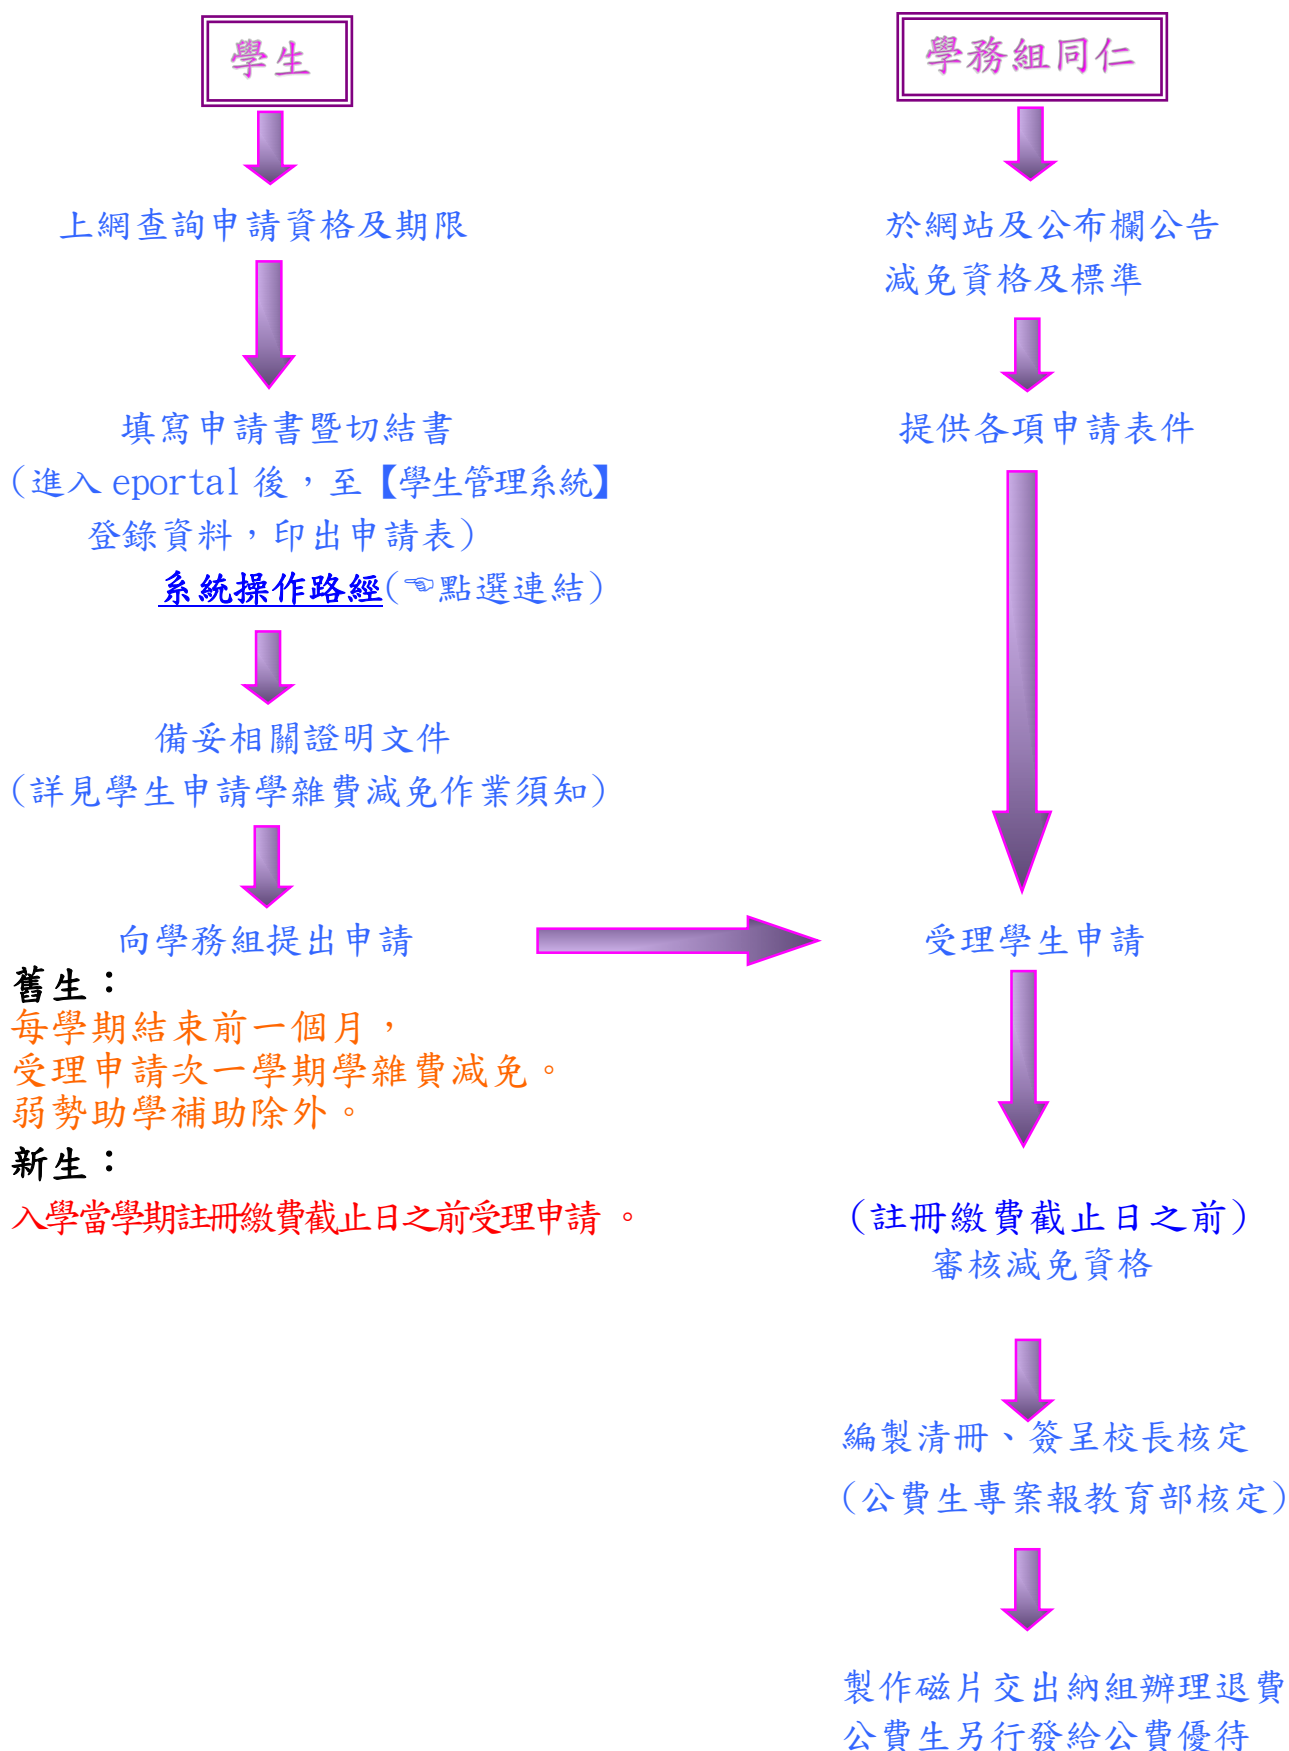 學生
上網查詢申請資格及期限
填寫申請書暨切結書
(進入 eportal 後，至【學生管理系統】
登錄資料，印出申請表)
系統操作路經(☜點選連結)
備妥相關證明文件
(詳見學生申請學雜費減免作業須知)
向學務組提出申請
舊生：
每學期結束前一個月，
受理申請次一學期學雜費減免。
弱勢助學補助除外。
新生：
入學當學期註冊繳費截止日之前受理申請 。
學務組同仁
於網站及公布欄公告
減免資格及標準
提供各項申請表件
受理學生申請
(註冊繳費截止日之前)
審核減免資格
編製清冊、簽呈校長核定
(公費生專案報教育部核定)
製作磁片交出納組辦理退費
公費生另行發給公費優待